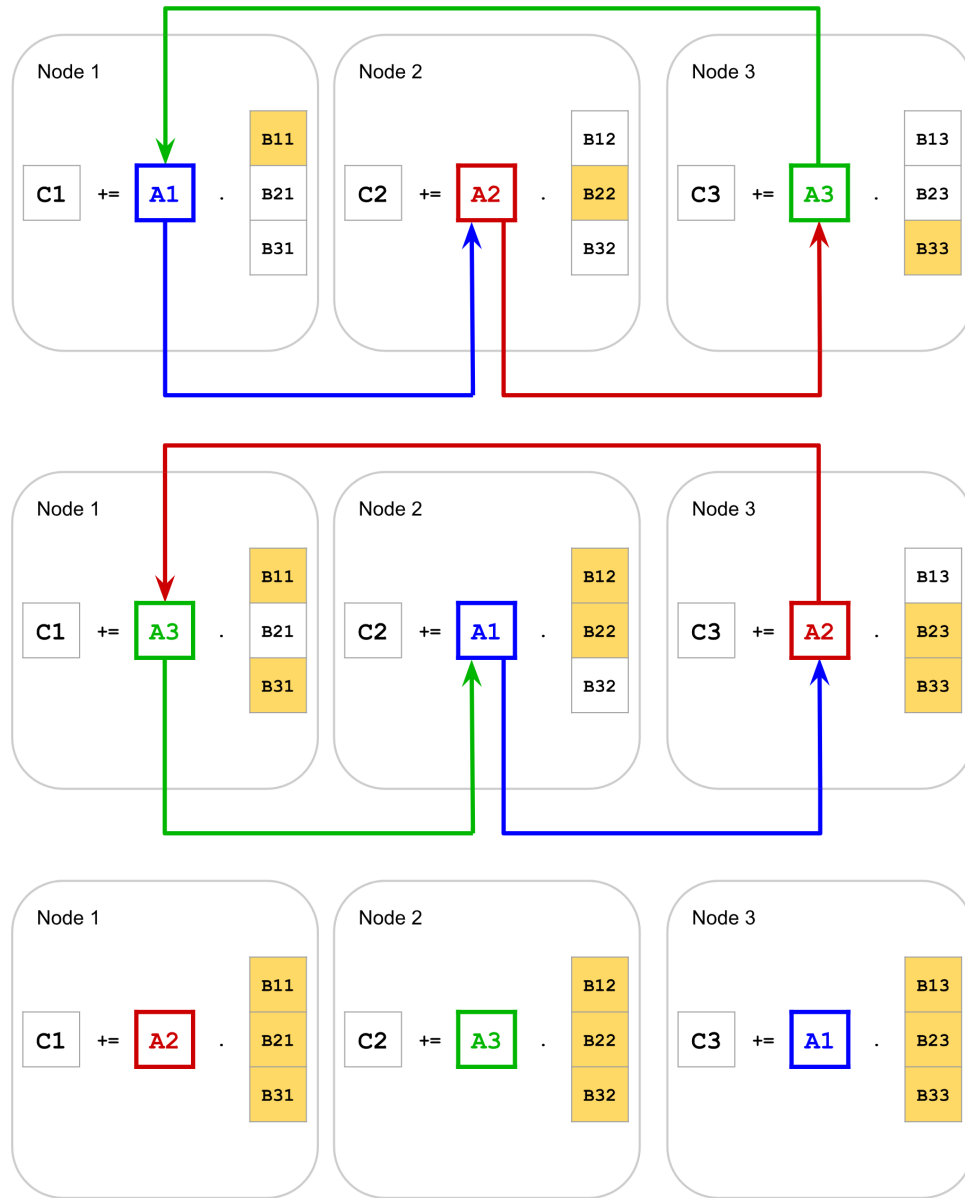 Node 1
Node 2
Node 3
B11
B12
B13
C1 += A1 . B21
C2 += A2 . B22
C3 += A3 . B23
B31
B32
B33
Node 1
Node 2
Node 3
B11
B12
B13
C1 += A3 . B21
C2 += A1 . B22
C3 += A2 . B23
B31
B32
B33
Node 1
Node 2
Node 3
B11
B12
B13
C1 += A2 . B21
C2 += A3 . B22
C3 += A1 . B23
B31
B32
B33